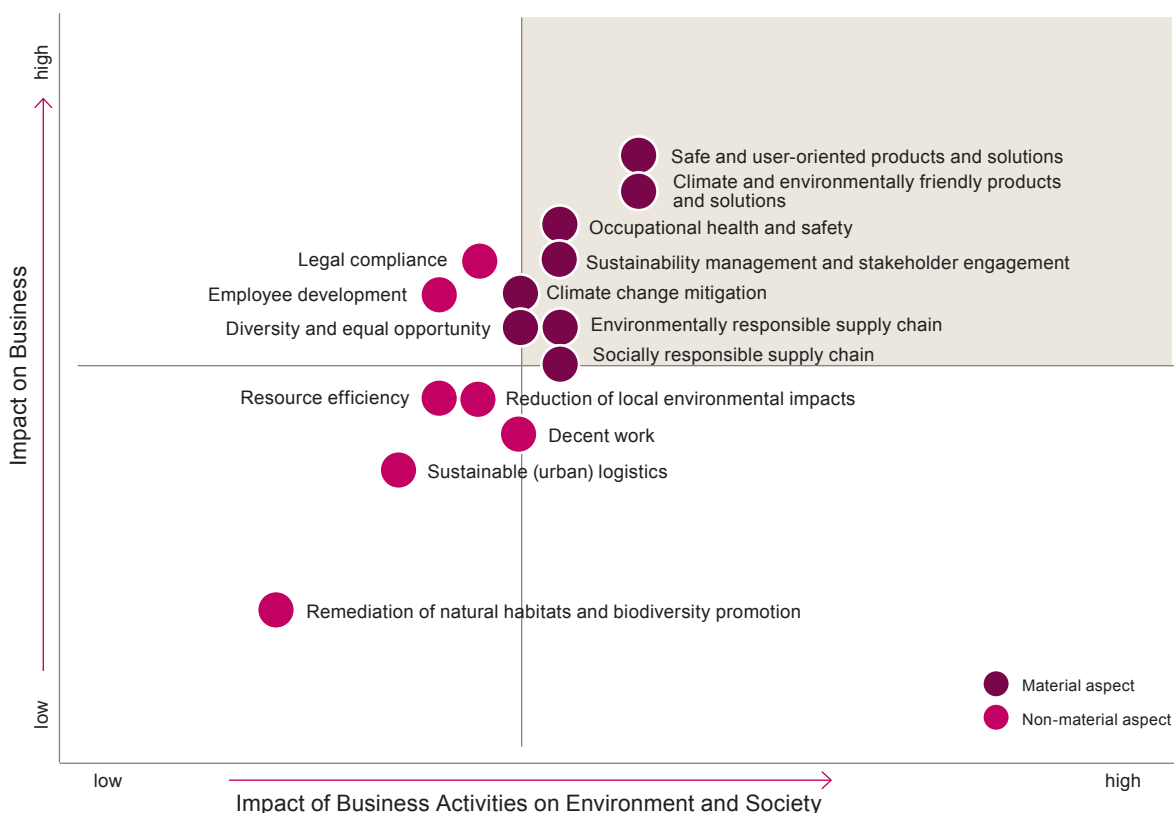 high
Safe and user-oriented products and solutions
Climate and environmentally friendly products
and solutions
Occupational health and safety
Legal compliance
Sustainability management and stakeholder engagement
Employee development
Climate change mitigation
Diversity and equal opportunity
Environmentally responsible supply chain
Socially responsible supply chain
Impact on Business
Resource efficiency
Reduction of local environmental impacts
Decent work
Sustainable (urban) logistics
Remediation of natural habitats and biodiversity promotion
Material aspect
low
Non-material aspect
low
high
Impact of Business Activities on Environment and Society